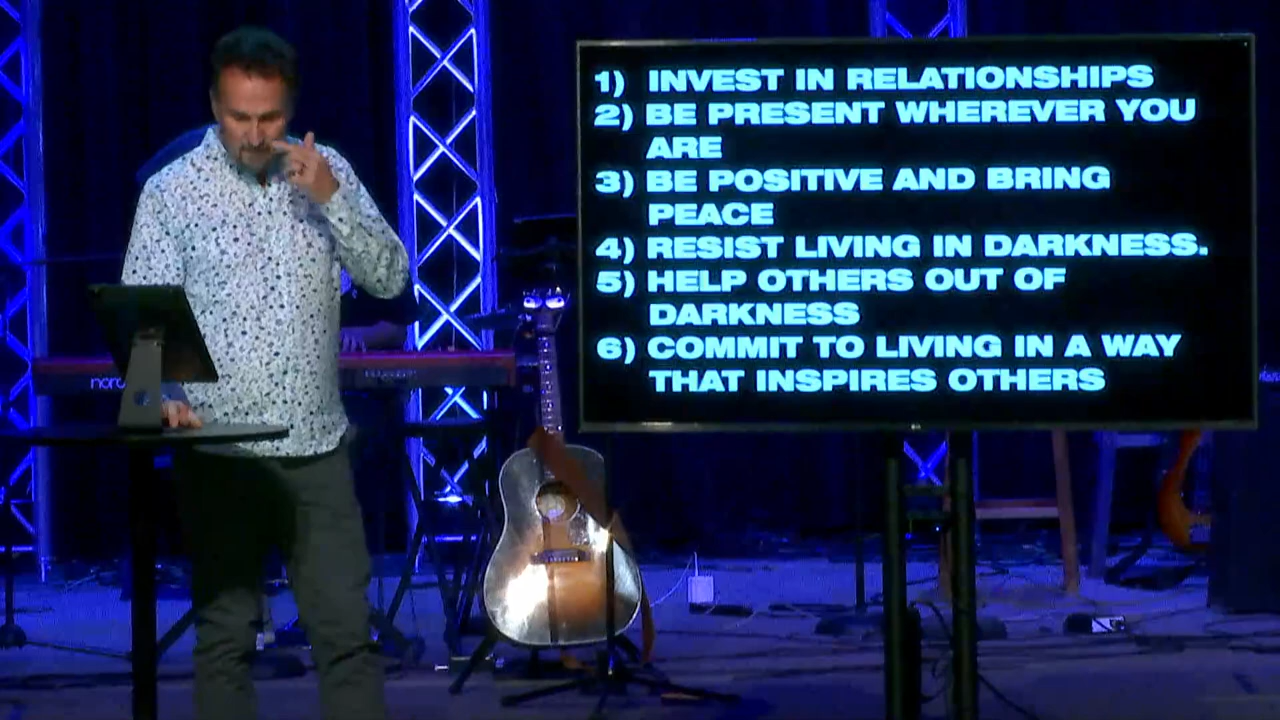 1) INVEST IN RELATIONSHIPS
2) BE PRESENT WHEREVER YOU
ARE
3) BE POSITIVE AND BRING
PEACE
4) RESIST LIVING IN DARKNESS.
5) HELP OTHERS OUT OF
DARKNESS
6) COMMIT TO LIVING IN A WAY
THAT INSPIRES OTHERS
nord